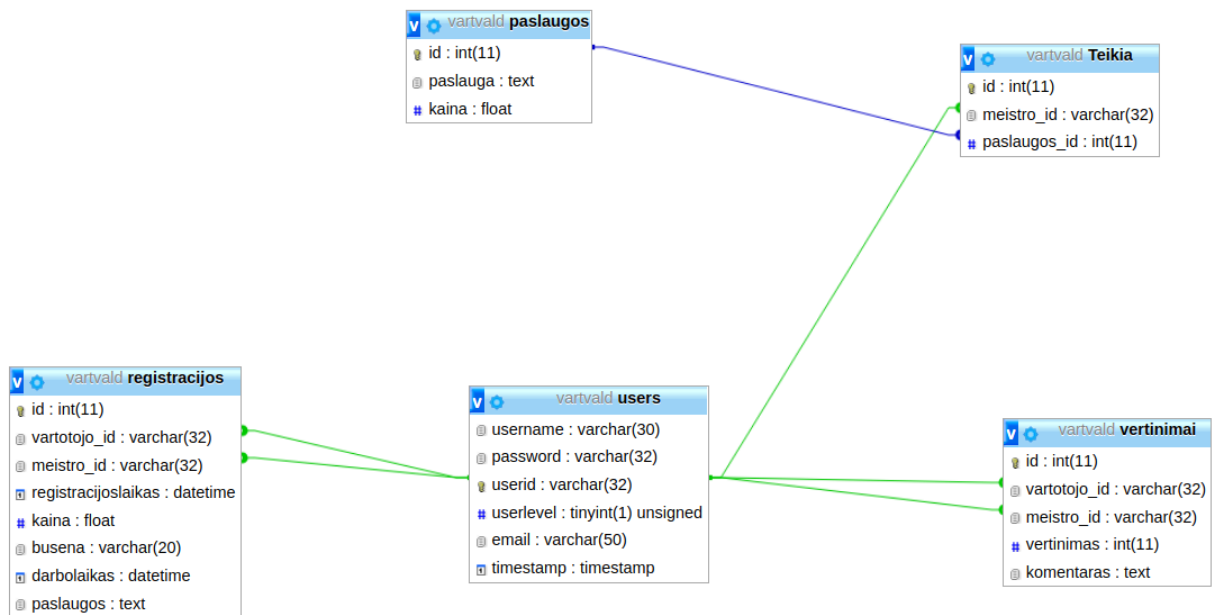 v vartvald paslaugos
id : int(11)
paslauga : text
# kaina : float
v vartvald Teikia
id : int(11)
meistro_id : varchar(32)
# paslaugos_id : int(11)
v vartvald registracijos
id : int(11)
vartotojo_id : varchar(32)
meistro_id : varchar(32)
registracijoslaikas : datetime
# kaina : float
busena : varchar(20)
darbolaikas : datetime
paslaugos : text
v vartvald users
username : varchar(30)
password : varchar(32)
userid : varchar(32)
# userlevel : tinyint(1) unsigned
email : varchar(50)
timestamp : timestamp
v vartvald vertinimai
id : int(11)
vartotojo_id : varchar(32)
meistro_id : varchar(32)
# vertinimas : int(11)
komentaras : text